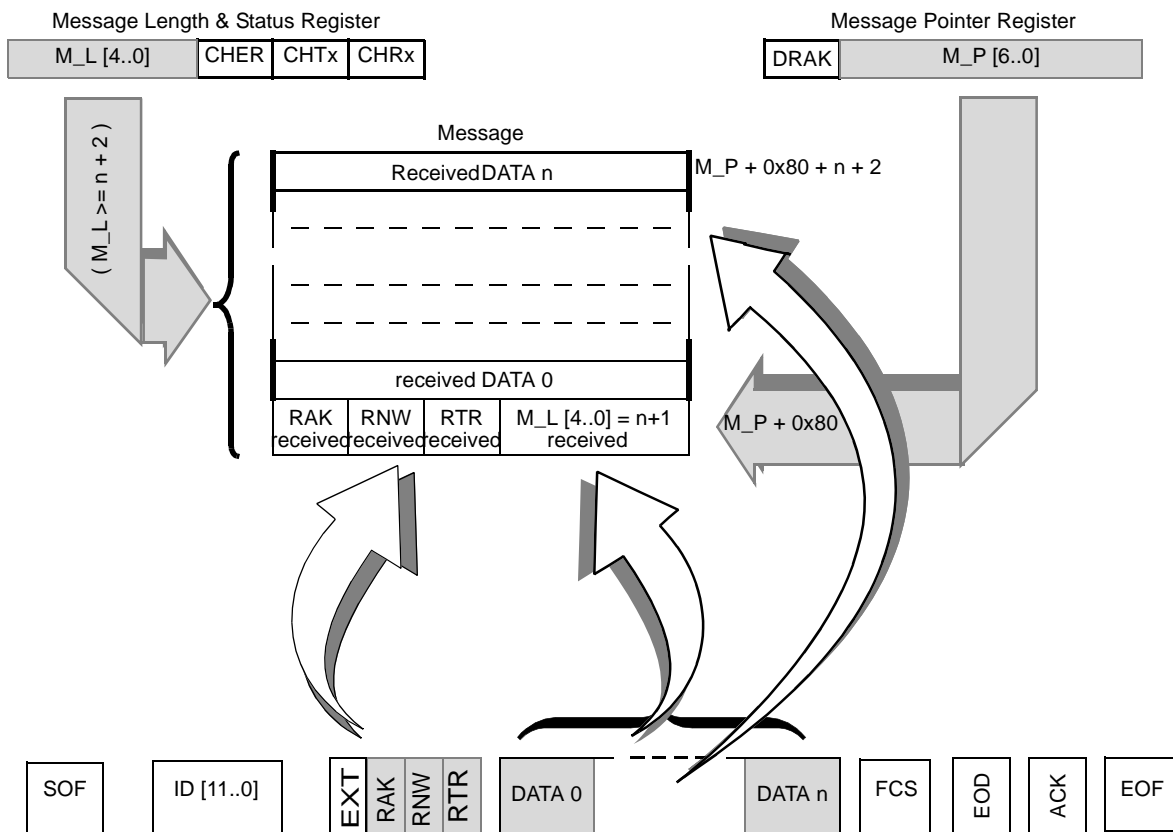 Message Length & Status Register
Message Pointer Register
M_L [4..0] CHER CHTx CHRx
DRAK M_P [6..0]
( M_L >= n + 2)
Message
ReceivedDATA n
M_P + 0x80 + n + 2
received DATA 0
RAK received
RNW received
RTR received
M_L [4..0] = n+1
received
M_P + 0x80
SOF
ID [11..0]
EXT
RAK
RNW
RTR
DATA 0
DATA n
FCS
EOD
ACK
EOF